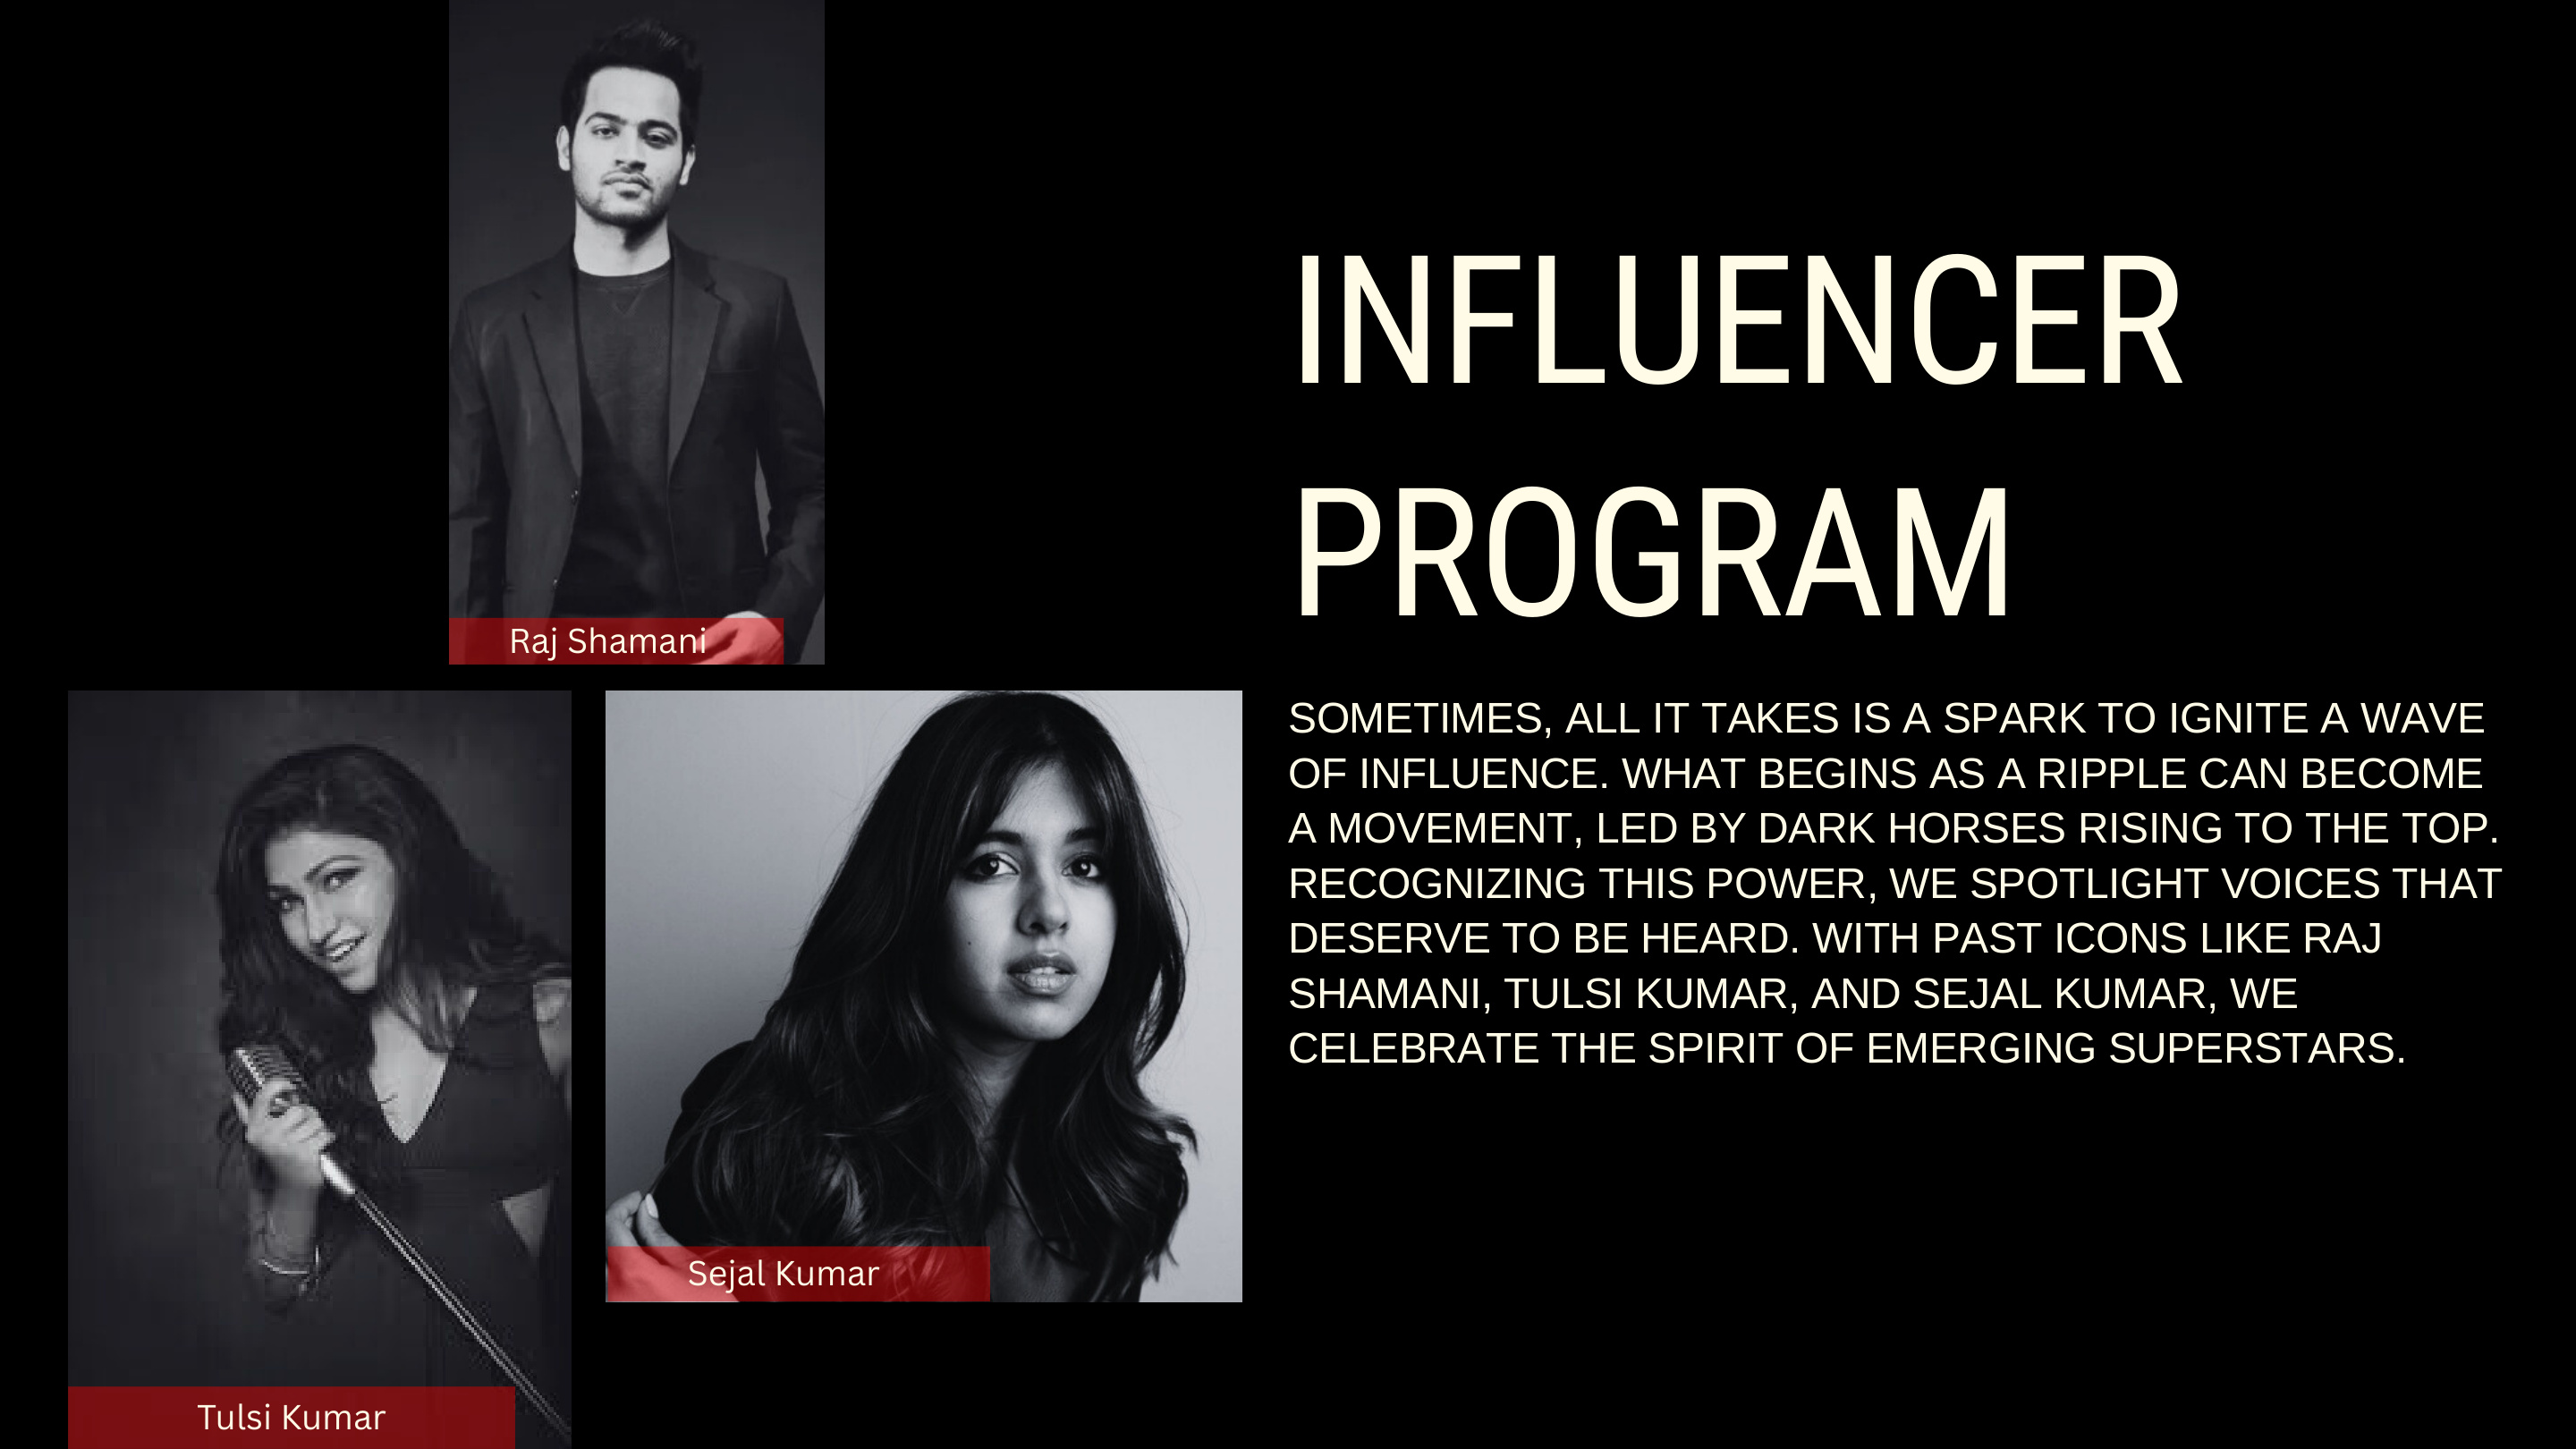 Raj Shamani
Tulsi Kumar
Sejal Kumar
INFLUENCER
PROGRAM
SOMETIMES, ALL IT TAKES IS A SPARK TO IGNITE A WAVE
OF INFLUENCE. WHAT BEGINS AS A RIPPLE CAN BECOME
A MOVEMENT, LED BY DARK HORSES RISING TO THE TOP.
RECOGNIZING THIS POWER, WE SPOTLIGHT VOICES THAT
DESERVE TO BE HEARD. WITH PAST ICONS LIKE RAJ
SHAMANI, TULSI KUMAR, AND SEJAL KUMAR, WE
CELEBRATE THE SPIRIT OF EMERGING SUPERSTARS.